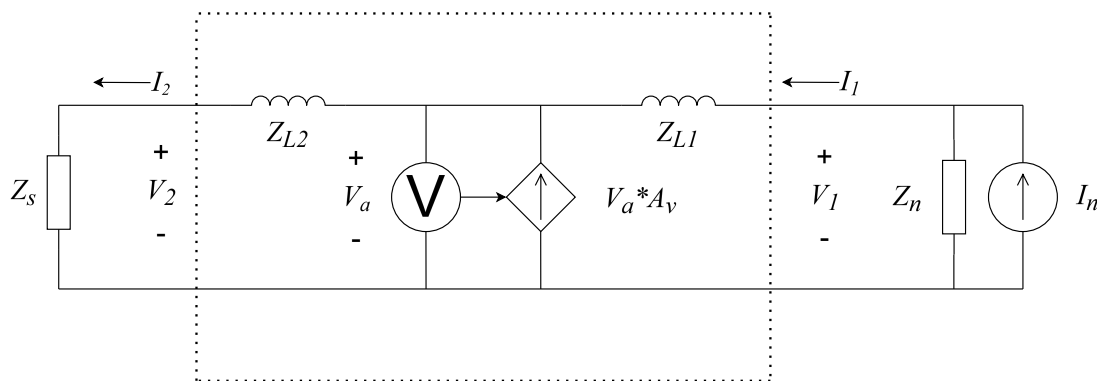 I2
I1
ZL2
ZL1
+
+
+
Zs
V2
Va
V
Va*Av
V1
Zn
In
-
-
-